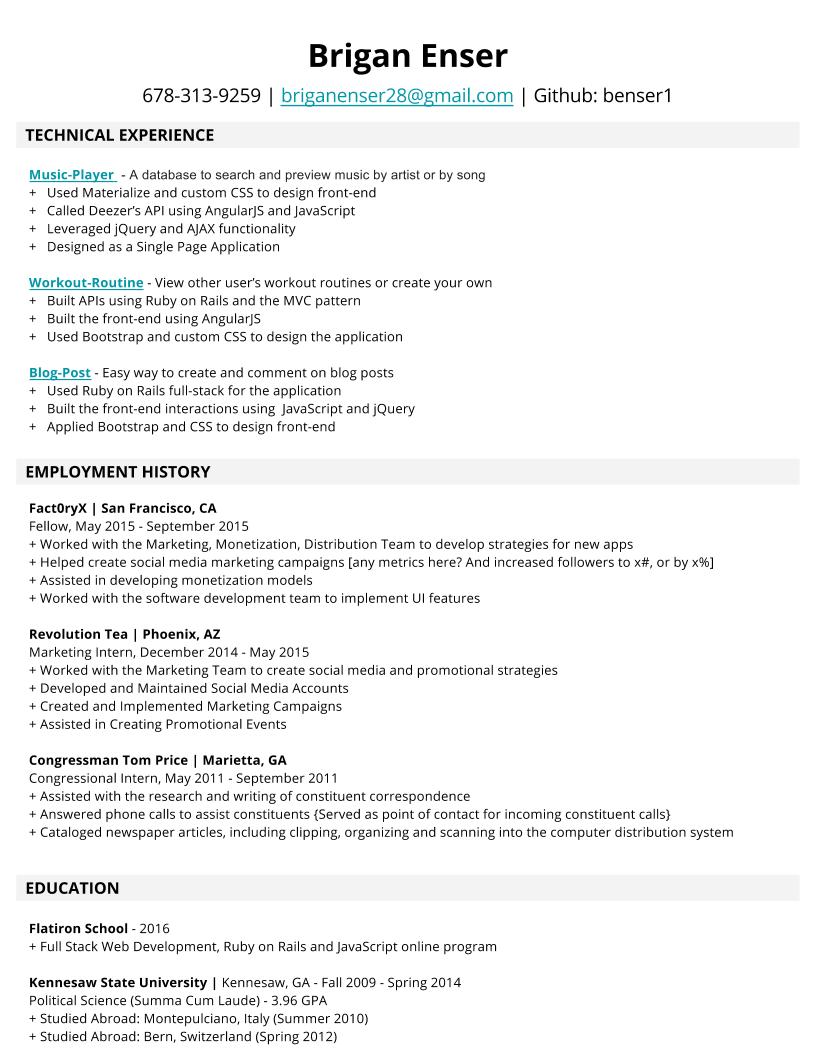 Brigan Enser
678-313-9259 | briganenser28@gmail.com | Github: benser1
TECHNICAL EXPERIENCE
Music-Player - A database to search and preview music by artist or by song
+ Used Materialize and custom CSS to design front-end
+ Called Deezer's API using AngularJS and JavaScript
+ Leveraged jQuery and AJAX functionality
+ Designed as a Single Page Application
Workout-Routine - View other user's workout routines or create your own
+ Built APIs using Ruby on Rails and the MVC pattern
+ Built the front-end using AngularJS
+ Used Bootstrap and custom CSS to design the application
Blog-Post - Easy way to create and comment on blog posts
+ Used Ruby on Rails full-stack for the application
+ Built the front-end interactions using JavaScript and jQuery
+ Applied Bootstrap and CSS to design front-end
EMPLOYMENT HISTORY
Fact0ryX | San Francisco, CA
Fellow, May 2015 - September 2015
+ Worked with the Marketing, Monetization, Distribution Team to develop strategies for new apps
+ Helped create social media marketing campaigns [any metrics here? And increased followers to x#, or by x%]
+ Assisted in developing monetization models
+ Worked with the software development team to implement UI features
Revolution Tea | Phoenix, AZ
Marketing Intern, December 2014 - May 2015
+ Worked with the Marketing Team to create social media and promotional strategies
+ Developed and Maintained Social Media Accounts
+ Created and Implemented Marketing Campaigns
+ Assisted in Creating Promotional Events
Congressman Tom Price | Marietta, GA
Congressional Intern, May 2011 - September 2011
+ Assisted with the research and writing of constituent correspondence
+ Answered phone calls to assist constituents {Served as point of contact for incoming constituent calls}
+ Cataloged newspaper articles, including clipping, organizing and scanning into the computer distribution system
EDUCATION
Flatiron School - 2016
+ Full Stack Web Development, Ruby on Rails and JavaScript online program
Kennesaw State University | Kennesaw, GA - Fall 2009 - Spring 2014
Political Science (Summa Cum Laude) - 3.96 GPA
+ Studied Abroad: Montepulciano, Italy (Summer 2010)
+ Studied Abroad: Bern, Switzerland (Spring 2012)